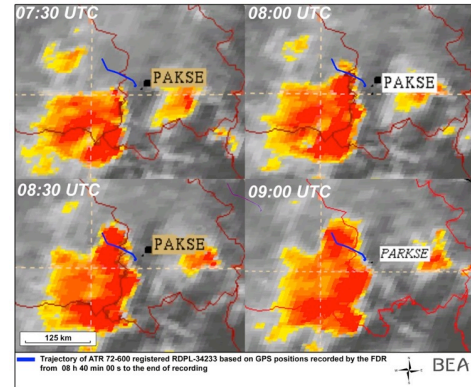 07:30 UTC
PAKSE
08:00 UTC
PAKSE
08:30 UTC
PAKSE
09:00 UTC
PARKSE
125 km
Trajectory of ATR 72-600 registered RDPL-34233 based on GPS positions recorded by the FDR
from 08 h 40 min 00 s to the end of recording
BEA